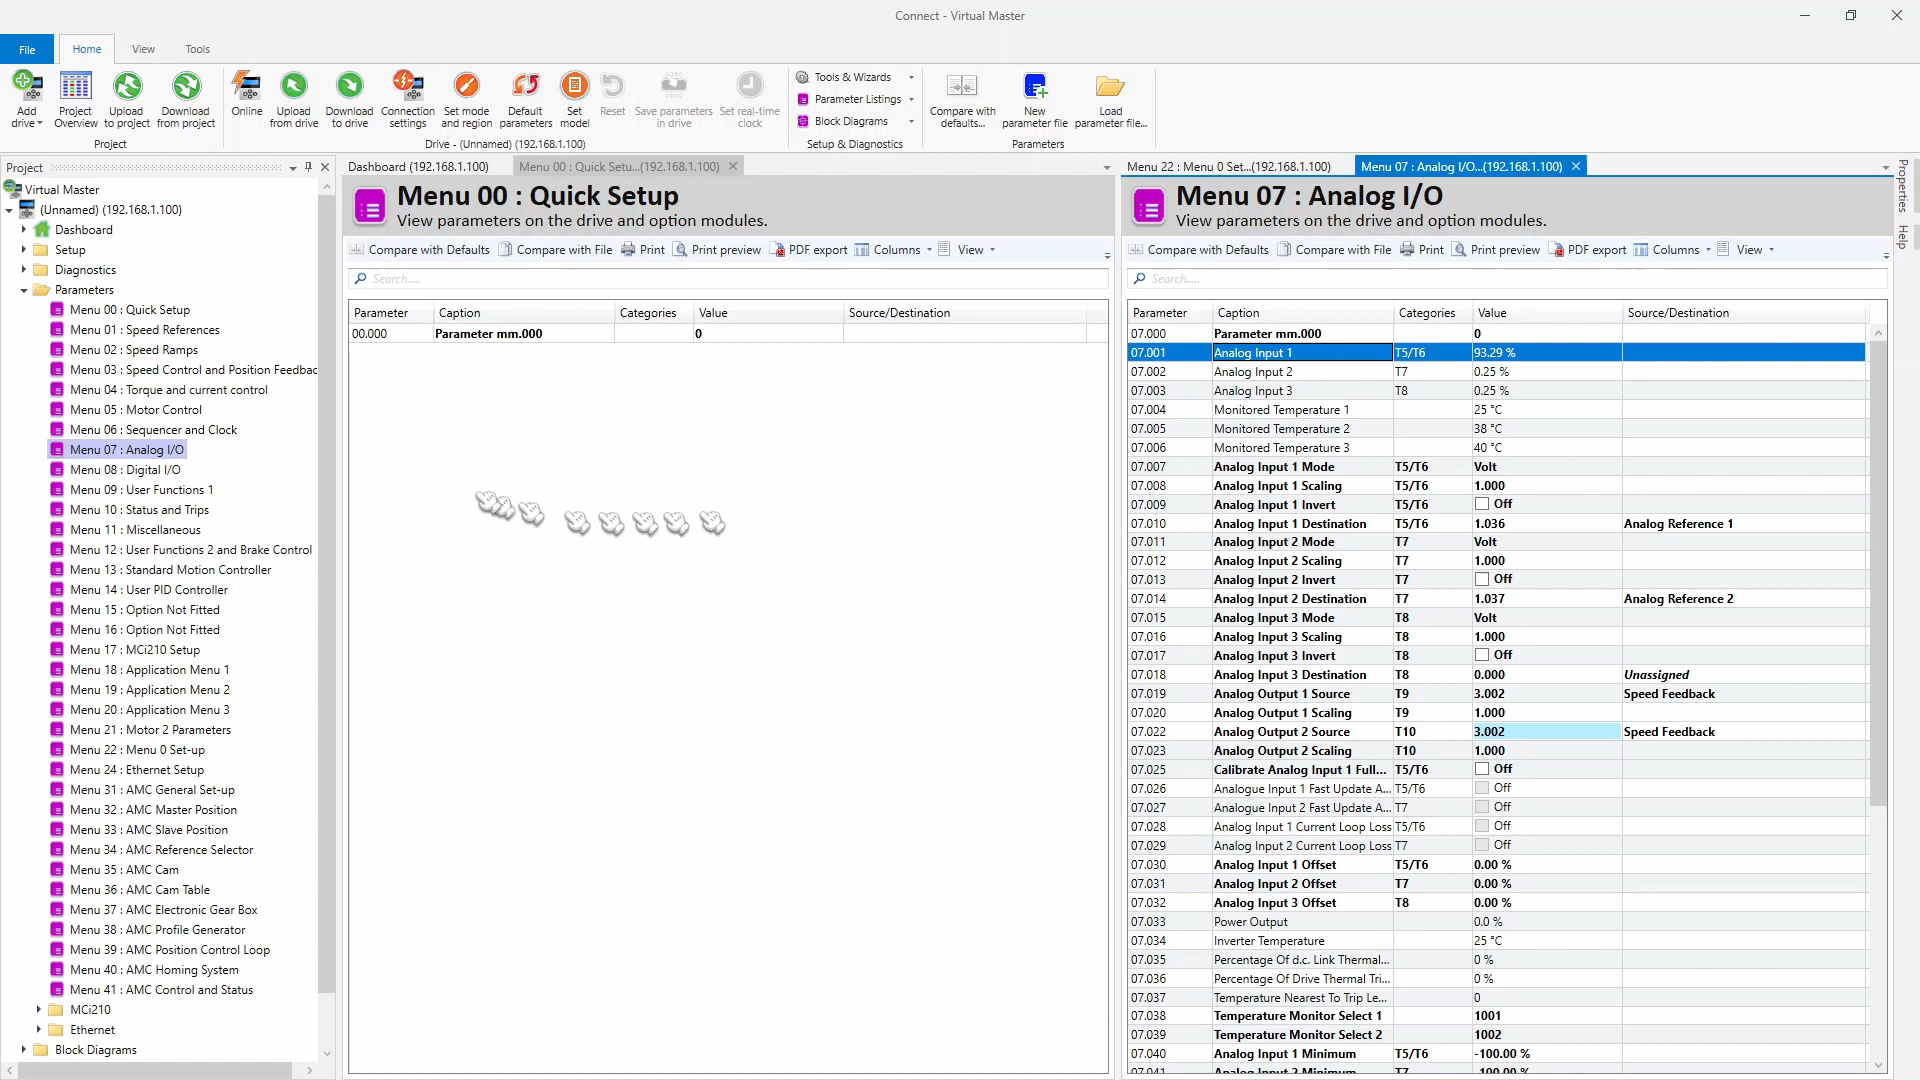 Connect - Virtual Master
File
Home
View
Tools
Add drive
Project Overview
Upload to project
Download from project
Online
Upload from drive
Download to drive
Connection settings
Set mode and region
Default parameters
Set model
Reset
Save parameters in drive
Set real-time clock
Tools & Wizards
Parameter Listings
Block Diagrams
Compare with defaults...
New parameter file
Load parameter file...
Project
Drive - (Unnamed) (192.168.1.100)
Setup & Diagnostics
Parameters
Project
Virtual Master
(Unnamed) (192.168.1.100)
Dashboard
Setup
Diagnostics
Parameters
Menu 00 : Quick Setup
Menu 01 : Speed References
Menu 02 : Speed Ramps
Menu 03 : Speed Control and Position Feedbac
Menu 04 : Torque and current control
Menu 05 : Motor Control
Menu 06 : Sequencer and Clock
Menu 07 : Analog I/O
Menu 08 : Digital I/O
Menu 09 : User Functions 1
Menu 10 : Status and Trips
Menu 11 : Miscellaneous
Menu 12 : User Functions 2 and Brake Control
Menu 13 : Standard Motion Controller
Menu 14 : User PID Controller
Menu 15 : Option Not Fitted
Menu 16 : Option Not Fitted
Menu 17 : MCi210 Setup
Menu 18 : Application Menu 1
Menu 19 : Application Menu 2
Menu 20 : Application Menu 3
Menu 21 : Motor 2 Parameters
Menu 22 : Menu 0 Set-up
Menu 24 : Ethernet Setup
Menu 31 : AMC General Set-up
Menu 32 : AMC Master Position
Menu 33 : AMC Slave Position
Menu 34 : AMC Reference Selector
Menu 35 : AMC Cam
Menu 36 : AMC Cam Table
Menu 37 : AMC Electronic Gear Box
Menu 38 : AMC Profile Generator
Menu 39 : AMC Position Control Loop
Menu 40 : AMC Homing System
Menu 41 : AMC Control and Status
MCi210
Ethernet
Block Diagrams
Dashboard (192.168.1.100)
Menu 00 : Quick Setu...(192.168.1.100)
Menu 00 : Quick Setup
View parameters on the drive and option modules.
Compare with Defaults Compare with File Print Print preview PDF export Columns View
Search.....
Parameter Caption Categories Value Source/Destination
00.000 Parameter mm.000 0
Menu 22 : Menu 0 Set...(192.168.1.100)
Menu 07 : Analog I/O...(192.168.1.100)
Menu 07 : Analog I/O
View parameters on the drive and option modules.
Compare with Defaults Compare with File Print Print preview PDF export Columns View
Search.....
Parameter Caption Categories Value Source/Destination
07.000 Parameter mm.000 0
07.001 Analog Input 1 T5/T6 93.29 %
07.002 Analog Input 2 T7 0.25 %
07.003 Analog Input 3 T8 0.25 %
07.004 Monitored Temperature 1 25 °C
07.005 Monitored Temperature 2 38 °C
07.006 Monitored Temperature 3 40 °C
07.007 Analog Input 1 Mode T5/T6 Volt
07.008 Analog Input 1 Scaling T5/T6 1.000
07.009 Analog Input 1 Invert T5/T6 Off
07.010 Analog Input 1 Destination T5/T6 1.036 Analog Reference 1
07.011 Analog Input 2 Mode T7 Volt
07.012 Analog Input 2 Scaling T7 1.000
07.013 Analog Input 2 Invert T7 Off
07.014 Analog Input 2 Destination T7 1.037 Analog Reference 2
07.015 Analog Input 3 Mode T8 Volt
07.016 Analog Input 3 Scaling T8 1.000
07.017 Analog Input 3 Invert T8 Off
07.018 Analog Input 3 Destination T8 0.000 Unassigned
07.019 Analog Output 1 Source T9 3.002 Speed Feedback
07.020 Analog Output 1 Scaling T9 1.000
07.022 Analog Output 2 Source T10 3.002 Speed Feedback
07.023 Analog Output 2 Scaling T10 1.000
07.025 Calibrate Analog Input 1 Full... T5/T6 Off
07.026 Analogue Input 1 Fast Update A... T5/T6 Off
07.027 Analogue Input 2 Fast Update A... T7 Off
07.028 Analog Input 1 Current Loop Loss T5/T6 Off
07.029 Analog Input 2 Current Loop Loss T7 Off
07.030 Analog Input 1 Offset T5/T6 0.00 %
07.031 Analog Input 2 Offset T7 0.00 %
07.032 Analog Input 3 Offset T8 0.00 %
07.033 Power Output 0.0 %
07.034 Inverter Temperature 25 °C
07.035 Percentage Of d.c. Link Thermal... 0 %
07.036 Percentage Of Drive Thermal Tri... 0 %
07.037 Temperature Nearest To Trip Le... 0
07.038 Temperature Monitor Select 1 1001
07.039 Temperature Monitor Select 2 1002
07.040 Analog Input 1 Minimum T5/T6 -100.00 %
07.041 Analog Input 2 Minimum T7 -100.00 %
Properties
Help